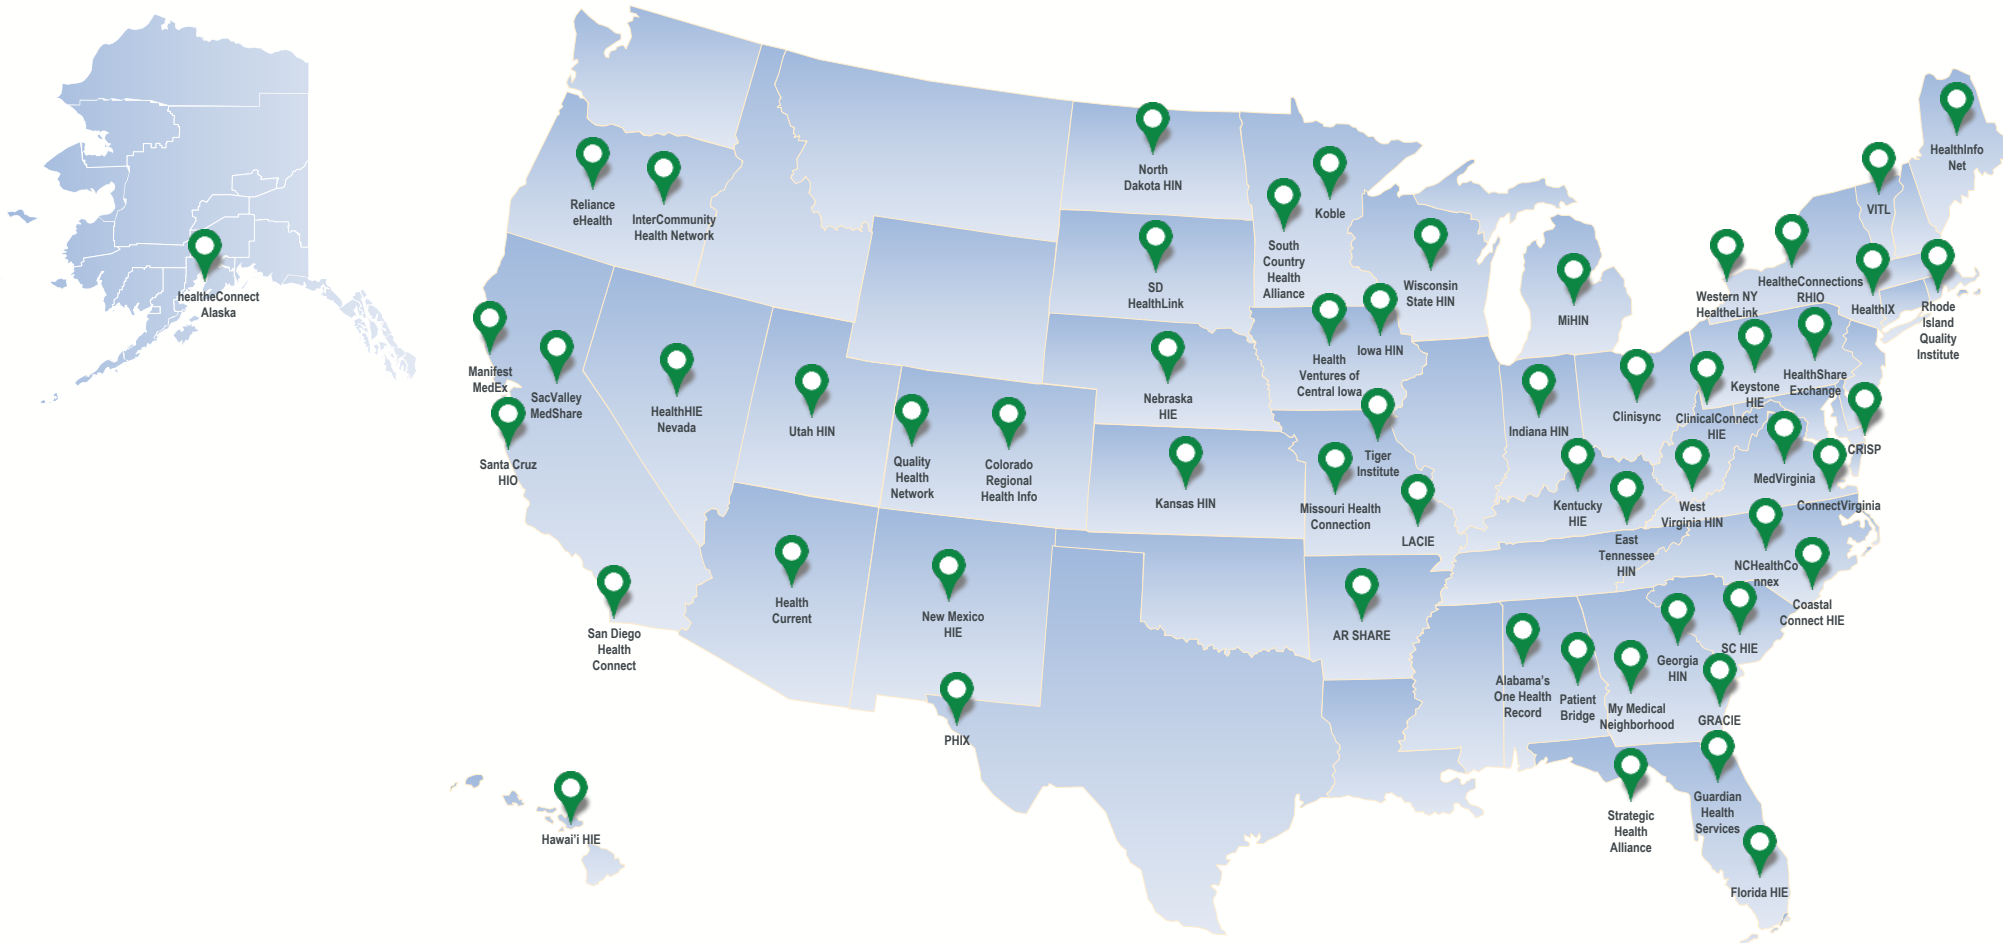 healtheConnect
Alaska
Reliance
eHealth
InterCommunity
Health Network
Manifest
MedEx
SacValley
MedShare
Santa Cruz
HIO
San Diego
Health
Connect
HealthHIE
Nevada
Utah HIN
Health
Current
Quality
Health
Network
Colorado
Regional
Health Info
New Mexico
HIE
PHIX
Hawai'i HIE
North
Dakota HIN
SD
HealthLink
Nebraska
HIE
Kansas HIN
South
Country
Health
Alliance
Koble
Wisconsin
State HIN
Health
Ventures of
Central Iowa
Iowa HIN
Tiger
Institute
Missouri Health
Connection
LACIE
AR SHARE
MiHIN
Indiana HIN
Clinisync
Kentucky
HIE
East
Tennessee
HIN
West
Virginia HIN
Alabama's
One Health
Record
Patient
Bridge
My Medical
Neighborhood
Georgia
HIN
SC HIE
GRACIE
Strategic
Health
Alliance
Guardian
Health
Services
Florida HIE
NCHealthCo
nnex
Coastal
Connect HIE
MedVirginia
ConnectVirginia
CRISP
ClinicalConnect
HIE
Keystone
HIE
HealthShare
Exchange
Western NY
HealtheLink
HealtheConnections
RHIO
HealthIX
VITL
HealthInfo
Net
Rhode
Island
Quality
Institute